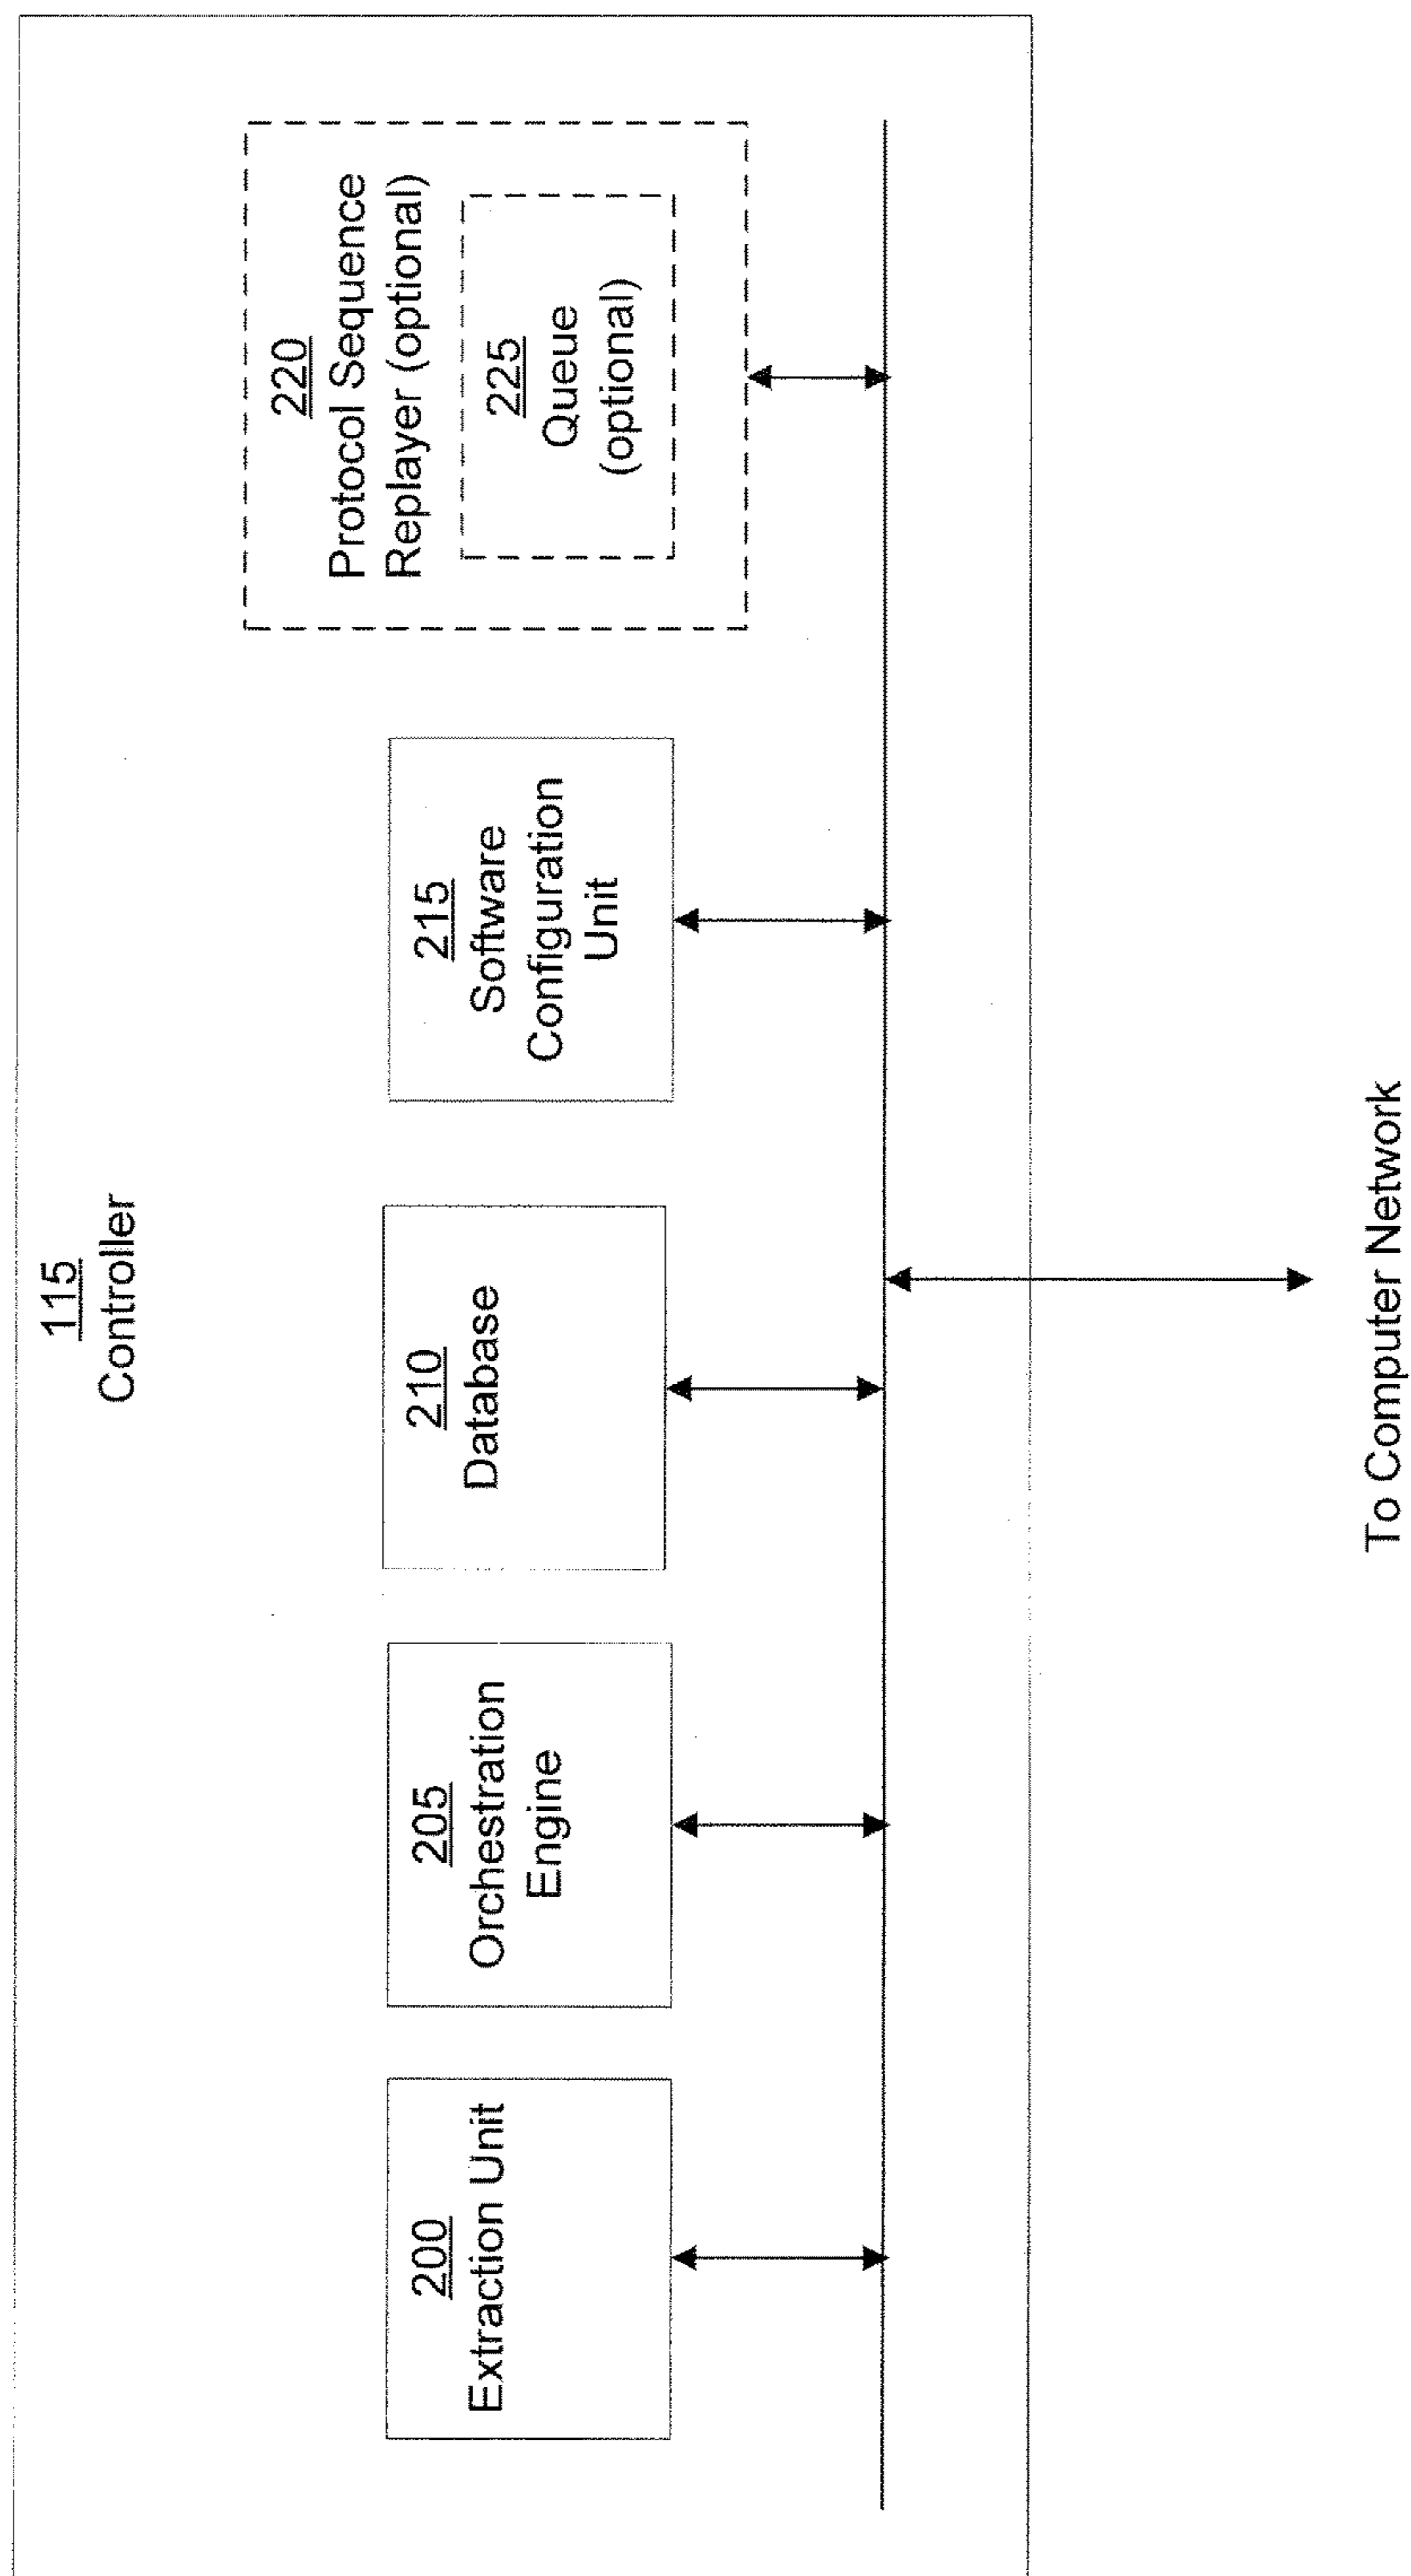 115
Controller
200
Extraction Unit
205
Orchestration
Engine
210
Database
215
Software
Configuration
Unit
220
Protocol Sequence
Replayer (optional)
225
Queue
(optional)
To Computer Network